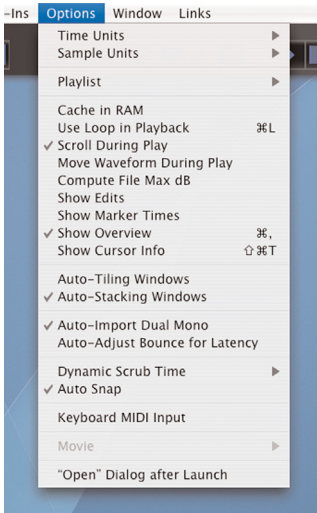 -Ins Options Window Links
Time Units
Sample Units
Playlist
Cache in RAM
Use Loop in Playback ⌘L
✓ Scroll During Play
Move Waveform During Play
Compute File Max dB
Show Edits
Show Marker Times
✓ Show Overview ⌘,
Show Cursor Info ⇧⌘T
Auto-Tiling Windows
✓ Auto-Stacking Windows
✓ Auto-Import Dual Mono
Auto-Adjust Bounce for Latency
Dynamic Scrub Time
✓ Auto Snap
Keyboard MIDI Input
Movie
“Open” Dialog after Launch